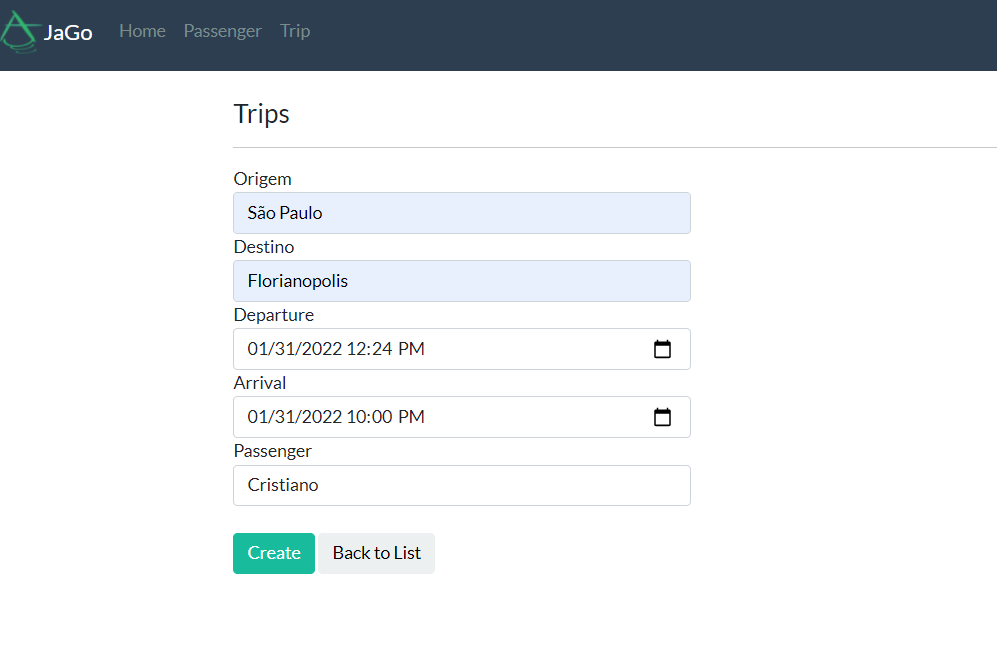 JaGo Home Passenger Trip
Trips
Origem
São Paulo
Destino
Florianopolis
Departure
01/31/2022 12:24 PM
Arrival
01/31/2022 10:00 PM
Passenger
Cristiano
Create Back to List